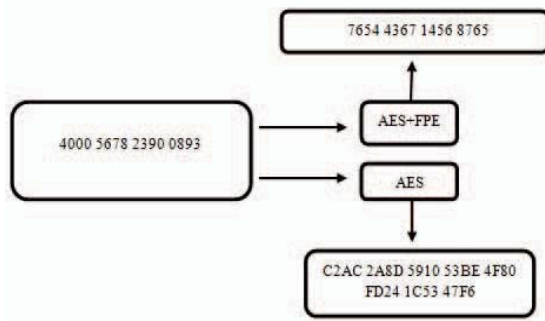 7654 4367 1456 8765
4000 5678 2390 0893
AES+FPE
AES
C2AC 2A8D 5910 53BE 4F80
FD24 1C53 47F6